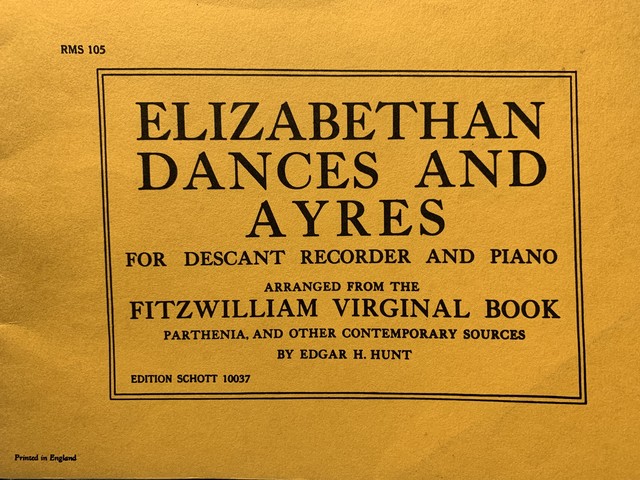 RMS 105
ELIZABETHAN
DANCES AND
AYRES
FOR DESCANT RECORDER AND PIANO
ARRANGED FROM THE
FITZWILLIAM VIRGINAL BOOK
PARTHENIA, AND OTHER CONTEMPORARY SOURCES
BY EDGAR H. HUNT
EDITION SCHOTT 10037
Printed in England